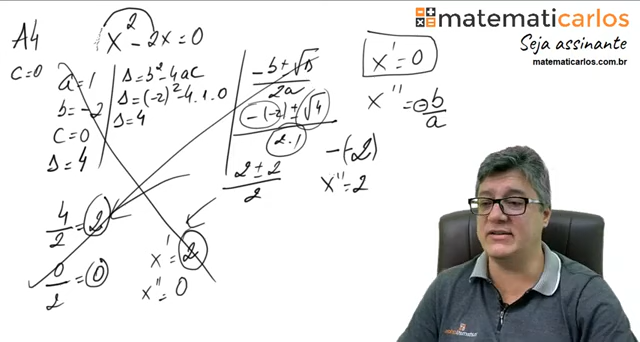 matematicarlos
Seja assinante
matematicarlos.com.br
A4
x² - 2x = 0
C=0
a = 1
b = -2
C = 0
Δ = 4
Δ = b² - 4ac
Δ = (-2)² - 4.1.0
Δ = 4
-b ± √Δ
2a
-(-2) ± √4
2.1
2 ± 2
2
4/2 = 2
0/2 = 0
x' = 2
x'' = 0
x' = 0
x'' = -b/a
-(-2)
x'' = 2